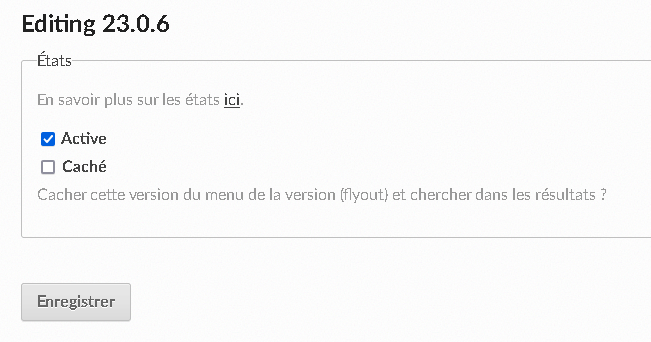 Editing 23.0.6
États
En savoir plus sur les états ici.
Active
Caché
Cacher cette version du menu de la version (flyout) et chercher dans les résultats ?
Enregistrer